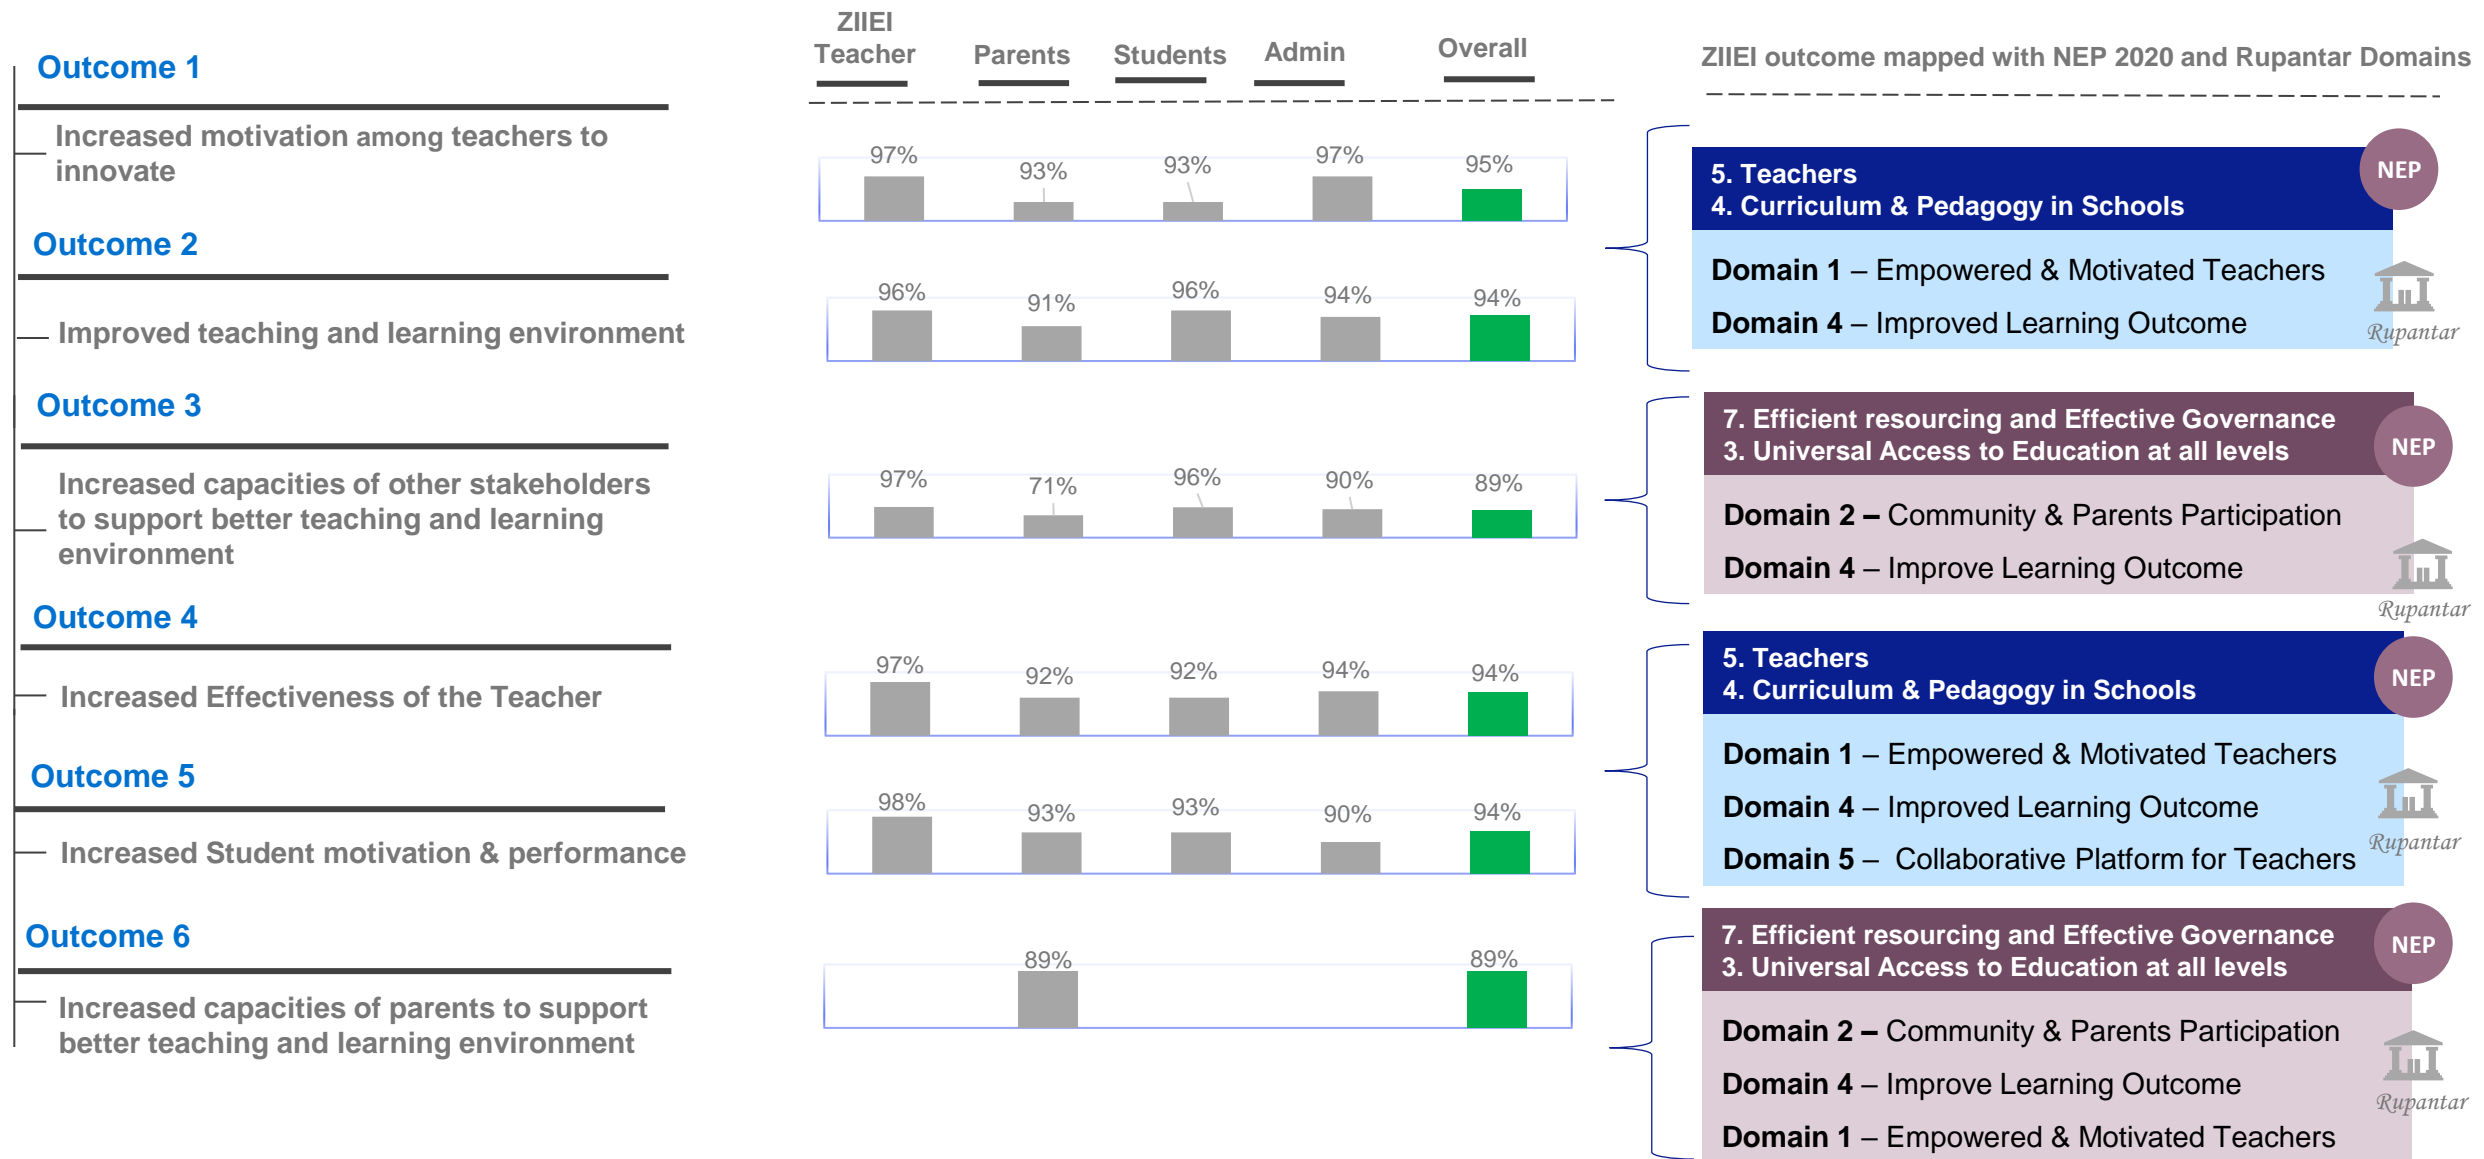 ZIIEI
Teacher
Parents
Students
Admin
Overall
ZIIEI outcome mapped with NEP 2020 and Rupantar Domains
Outcome 1
Increased motivation among teachers to
innovate
97%
93%
93%
97%
95%
Outcome 2
Improved teaching and learning environment
96%
91%
96%
94%
94%
5. Teachers
4. Curriculum & Pedagogy in Schools
NEP
Domain 1 – Empowered & Motivated Teachers
Domain 4 – Improved Learning Outcome
Rupantar
Outcome 3
Increased capacities of other stakeholders
to support better teaching and learning
environment
97%
71%
96%
90%
89%
7. Efficient resourcing and Effective Governance
3. Universal Access to Education at all levels
NEP
Domain 2 – Community & Parents Participation
Domain 4 – Improve Learning Outcome
Rupantar
Outcome 4
Increased Effectiveness of the Teacher
97%
92%
92%
94%
94%
Outcome 5
Increased Student motivation & performance
98%
93%
93%
90%
94%
5. Teachers
4. Curriculum & Pedagogy in Schools
NEP
Domain 1 – Empowered & Motivated Teachers
Domain 4 – Improved Learning Outcome
Domain 5 – Collaborative Platform for Teachers
Rupantar
Outcome 6
Increased capacities of parents to support
better teaching and learning environment
89%
89%
7. Efficient resourcing and Effective Governance
3. Universal Access to Education at all levels
NEP
Domain 2 – Community & Parents Participation
Domain 4 – Improve Learning Outcome
Domain 1 – Empowered & Motivated Teachers
Rupantar